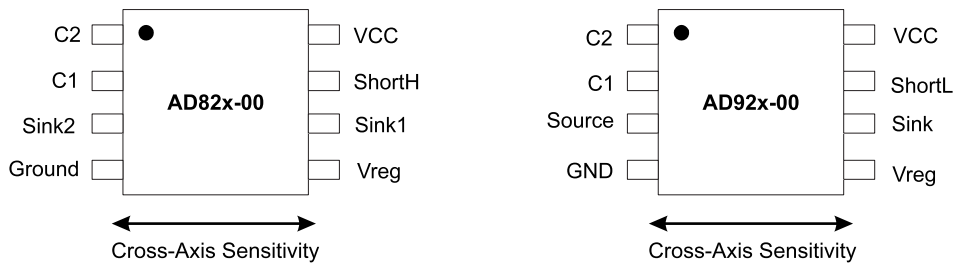 C2
VCC
C1
ShortH
AD82x-00
Sink2
Sink1
Ground
Vreg
Cross-Axis Sensitivity
C2
VCC
C1
ShortL
AD92x-00
Source
Sink
GND
Vreg
Cross-Axis Sensitivity